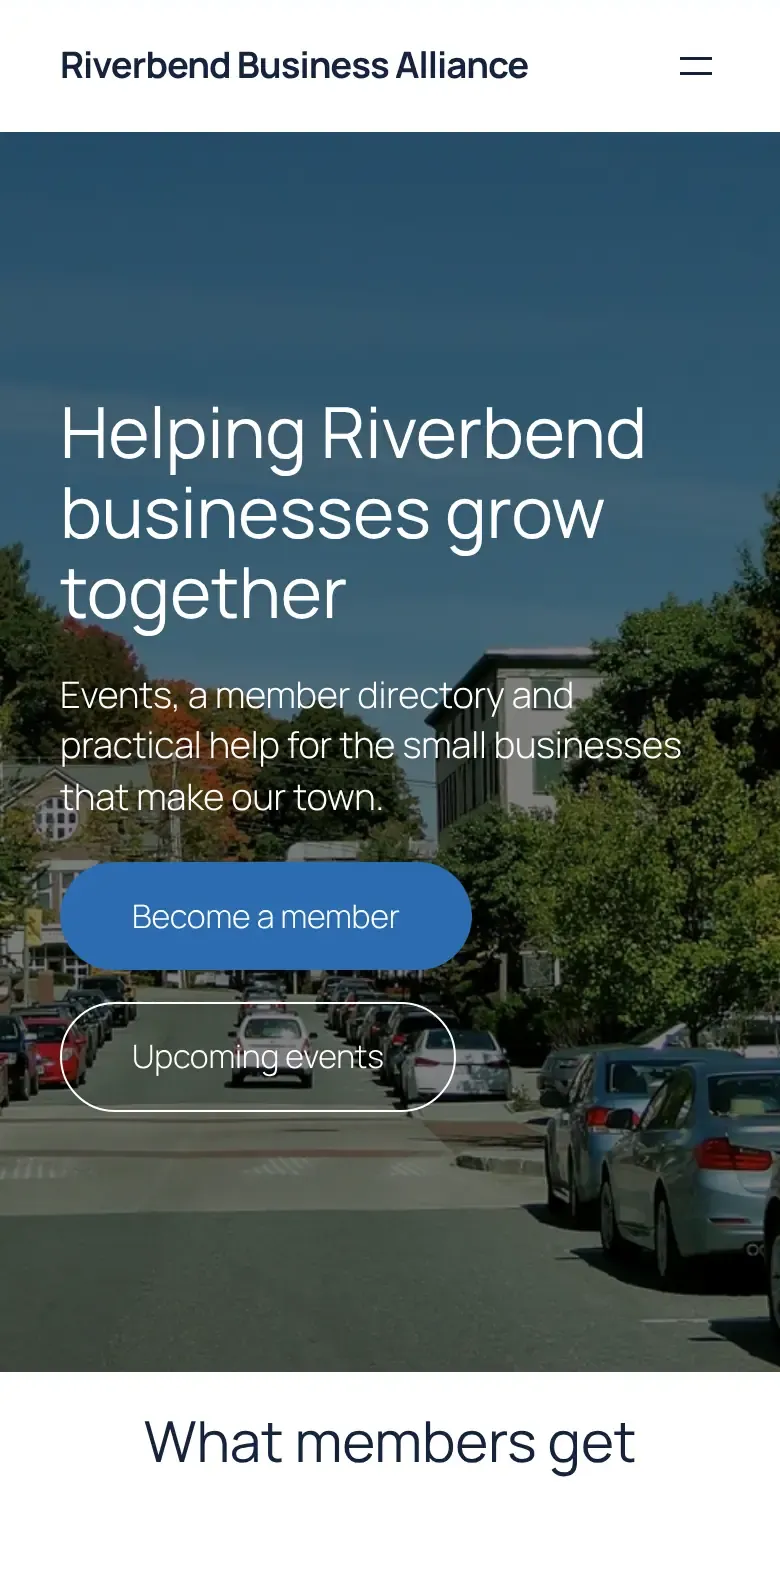 Riverbend Business Alliance
Helping Riverbend
businesses grow
together
Events, a member directory and
practical help for the small businesses
that make our town.
Become a member
Upcoming events
What members get